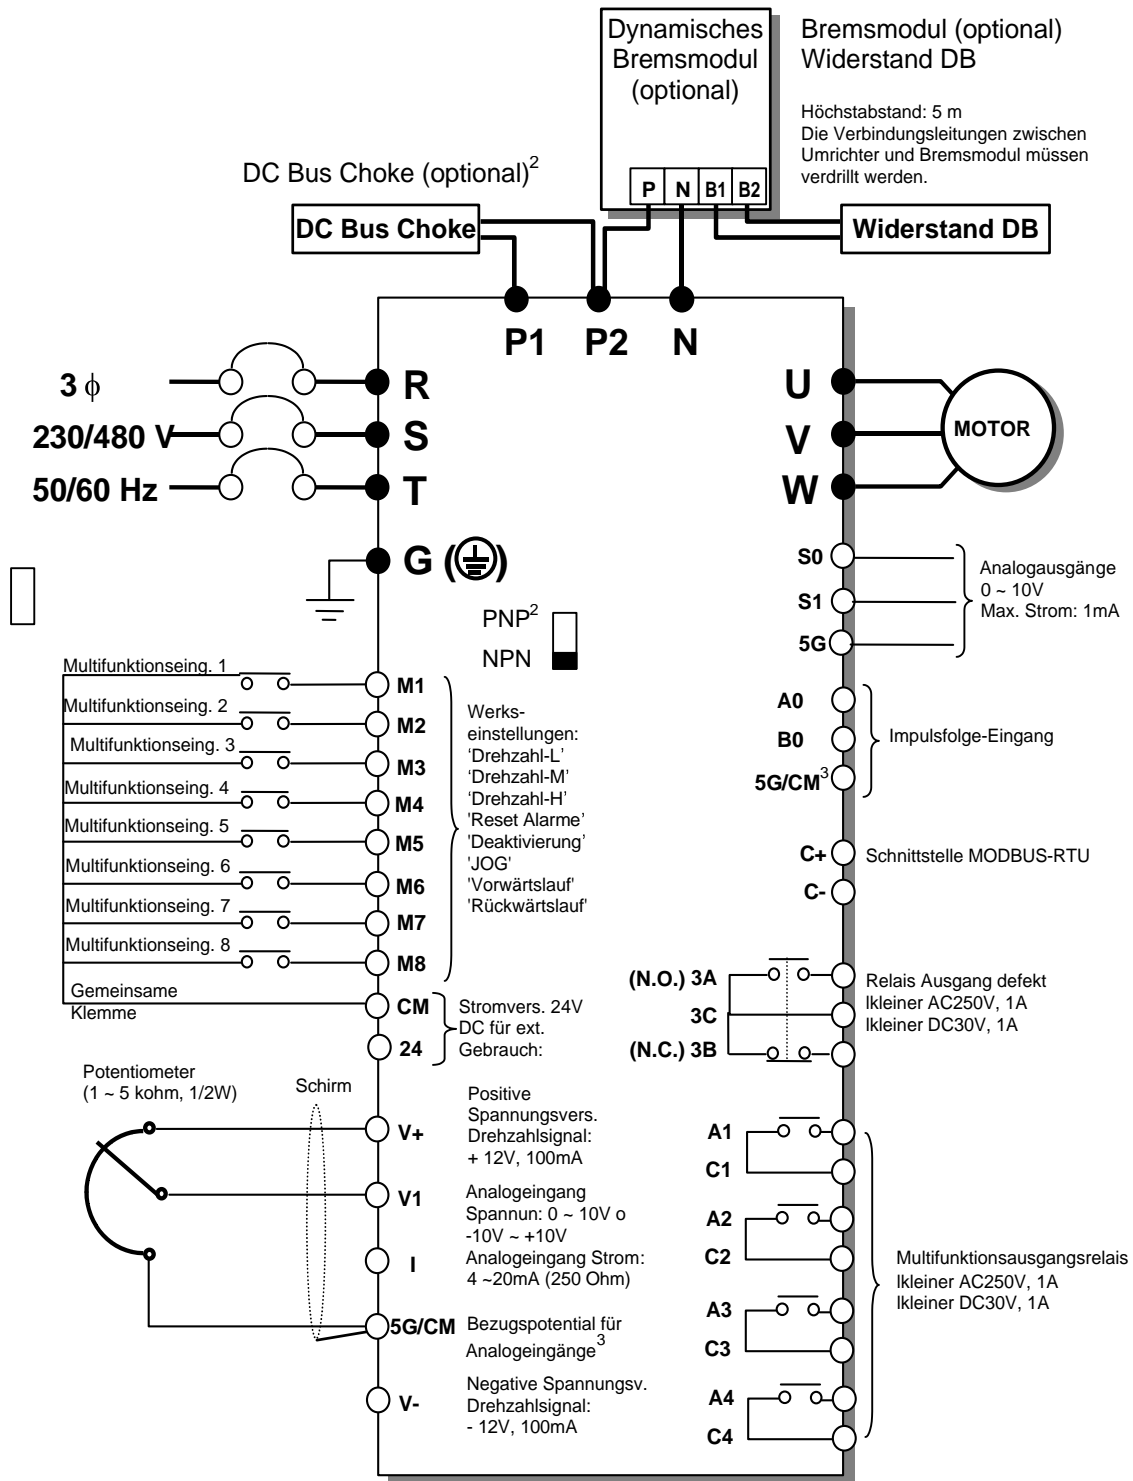 Dynamisches
Bremsmodul
(optional)
Bremsmodul (optional)
Widerstand DB
Höchstabstand: 5 m
Die Verbindungsleitungen zwischen
Umrichter und Bremsmodul müssen
verdrillt werden.
DC Bus Choke (optional)²
P N B1 B2
DC Bus Choke
Widerstand DB
P1 P2 N
3 ϕ
230/480 V
50/60 Hz
R
S
T
G ( )
U
V
W
MOTOR
PNP²
NPN
S0
S1
5G
Analogausgänge
0 ~ 10V
Max. Strom: 1mA
Multifunktionseing. 1
Multifunktionseing. 2
Multifunktionseing. 3
Multifunktionseing. 4
Multifunktionseing. 5
Multifunktionseing. 6
Multifunktionseing. 7
Multifunktionseing. 8
Gemeinsame
Klemme
M1
M2
M3
M4
M5
M6
M7
M8
CM
24
Werks-
einstellungen:
‘Drehzahl-L’
‘Drehzahl-M’
‘Drehzahl-H’
'Reset Alarme’
'Deaktivierung’
'JOG’
'Vorwärtslauf’
'Rückwärtslauf’
Stromvers. 24V
DC für ext.
Gebrauch:
A0
B0
5G/CM³
Impulsfolge-Eingang
C+
C-
Schnittstelle MODBUS-RTU
(N.O.) 3A
3C
(N.C.) 3B
Relais Ausgang defekt
Ikleiner AC250V, 1A
Ikleiner DC30V, 1A
Potentiometer
(1 ~ 5 kohm, 1/2W)
Schirm
V+
V1
I
5G/CM
V-
Positive
Spannungsvers.
Drehzahlsignal:
+ 12V, 100mA
Analogeingang
Spannun: 0 ~ 10V o
-10V ~ +10V
Analogeingang Strom:
4 ~20mA (250 Ohm)
Bezugspotential für
Analogeingänge³
Negative Spannungsv.
Drehzahlsignal:
- 12V, 100mA
A1
C1
A2
C2
A3
C3
A4
C4
Multifunktionsausgangsrelais
Ikleiner AC250V, 1A
Ikleiner DC30V, 1A